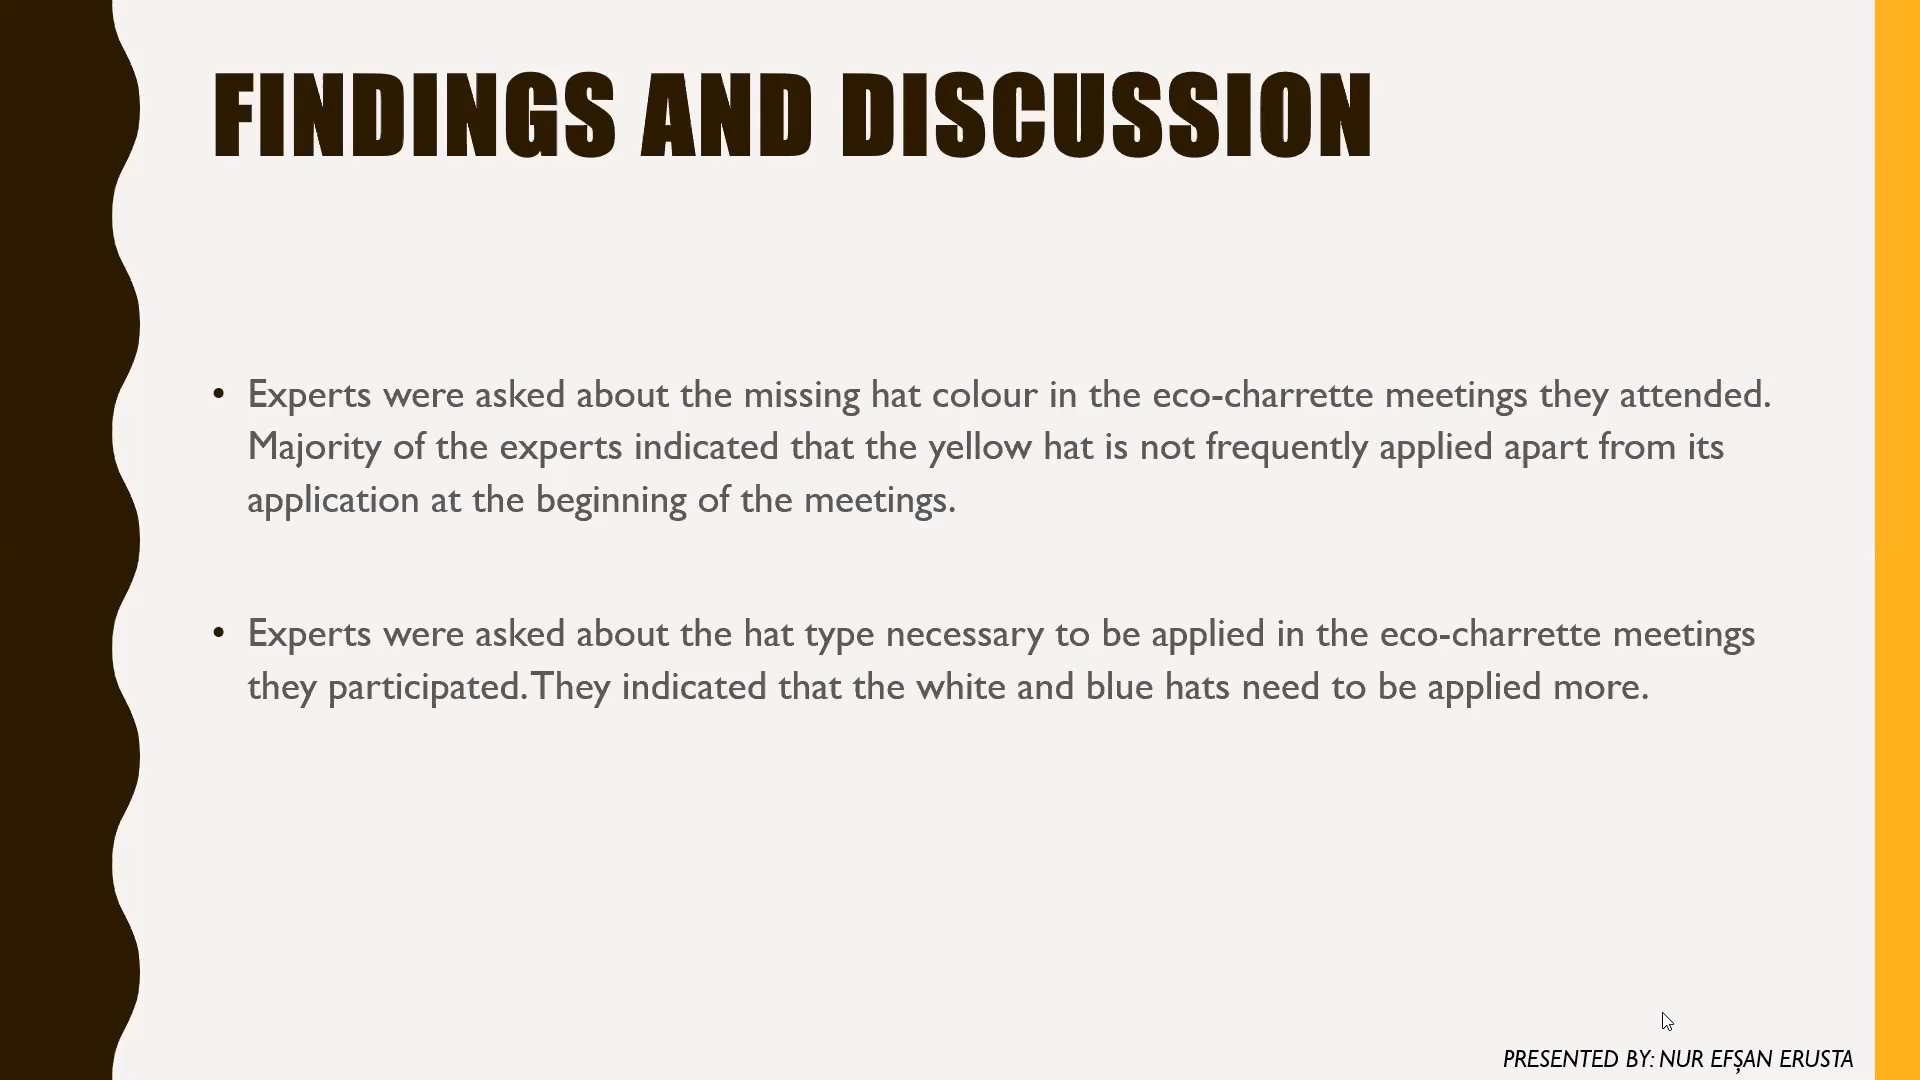 FINDINGS AND DISCUSSION
• Experts were asked about the missing hat colour in the eco-charrette meetings they attended.
Majority of the experts indicated that the yellow hat is not frequently applied apart from its
application at the beginning of the meetings.
• Experts were asked about the hat type necessary to be applied in the eco-charrette meetings
they participated. They indicated that the white and blue hats need to be applied more.
PRESENTED BY: NUR EFŞAN ERUSTA